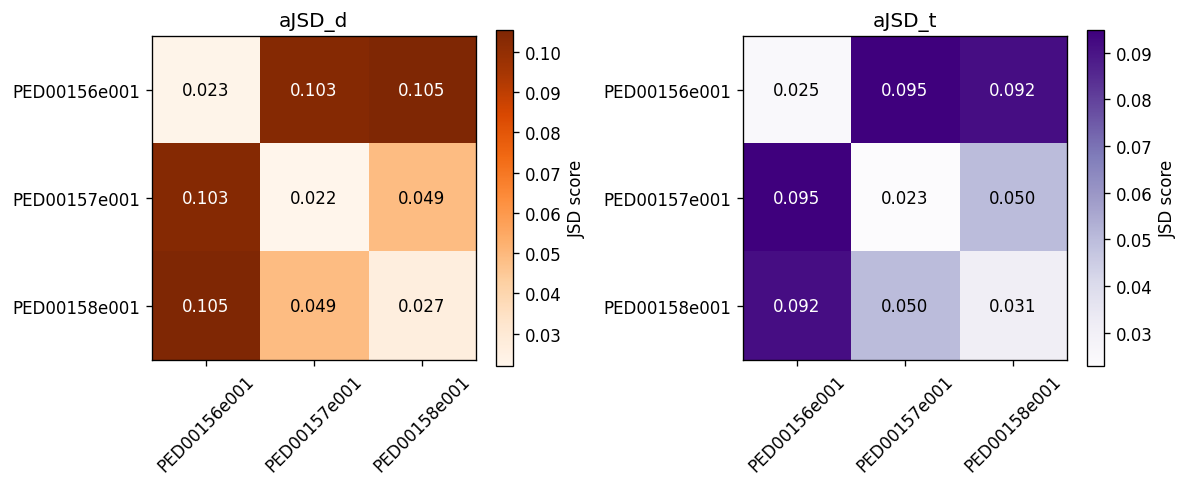 aJSD_d
PED00156e001
PED00157e001
PED00158e001
0.023 0.103 0.105
0.103 0.022 0.049
0.105 0.049 0.027
PED00156e001
PED00157e001
PED00158e001
0.10
0.09
0.08
0.07
0.06
0.05
0.04
0.03
JSD score
aJSD_t
PED00156e001
PED00157e001
PED00158e001
0.025 0.095 0.092
0.095 0.023 0.050
0.092 0.050 0.031
PED00156e001
PED00157e001
PED00158e001
0.09
0.08
0.07
0.06
0.05
0.04
0.03
JSD score